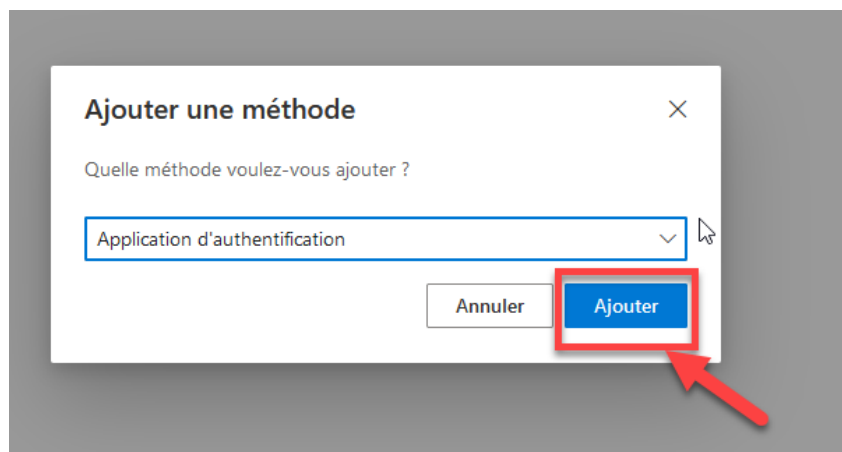 Ajouter une méthode
Quelle méthode voulez-vous ajouter ?
Application d'authentification
Annuler
Ajouter